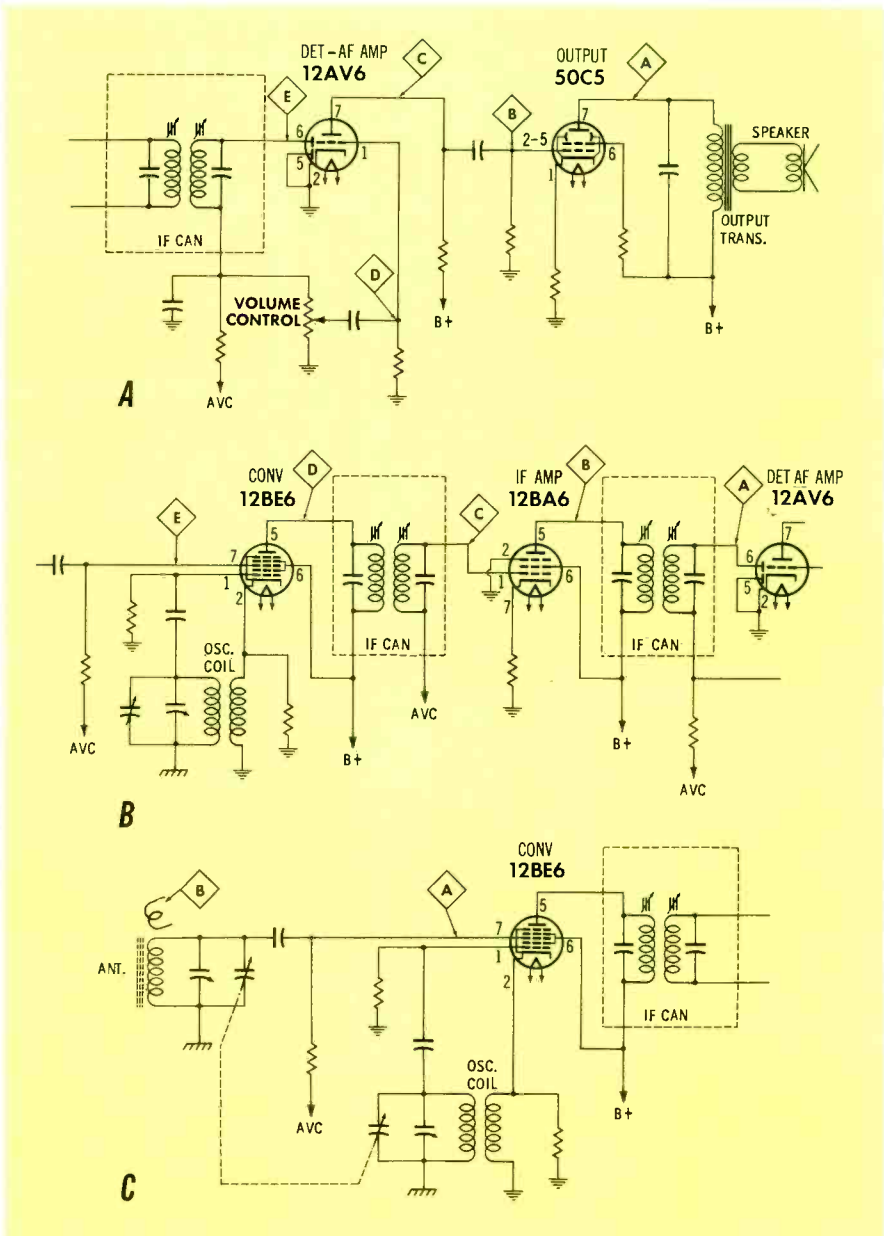 DET-AF AMP
12AV6
C
OUTPUT
50C5
A
E
B
7
7
6
1
5
2
2-5
6
1
SPEAKER
IF CAN
OUTPUT
TRANS.
D
VOLUME
CONTROL
B+
B+
AVC
A
CONV
12BE6
D
IF AMP
12BA6
B
DET AF AMP
12AV6
A
E
C
5
5
7
7
6
1
2
2
6
1
7
6
5
2
IF CAN
IF CAN
OSC.
COIL
AVC
AVC
B+
B+
AVC
B
CONV
12BE6
B
A
5
7
6
1
2
ANT.
IF CAN
OSC.
COIL
AVC
B+
C